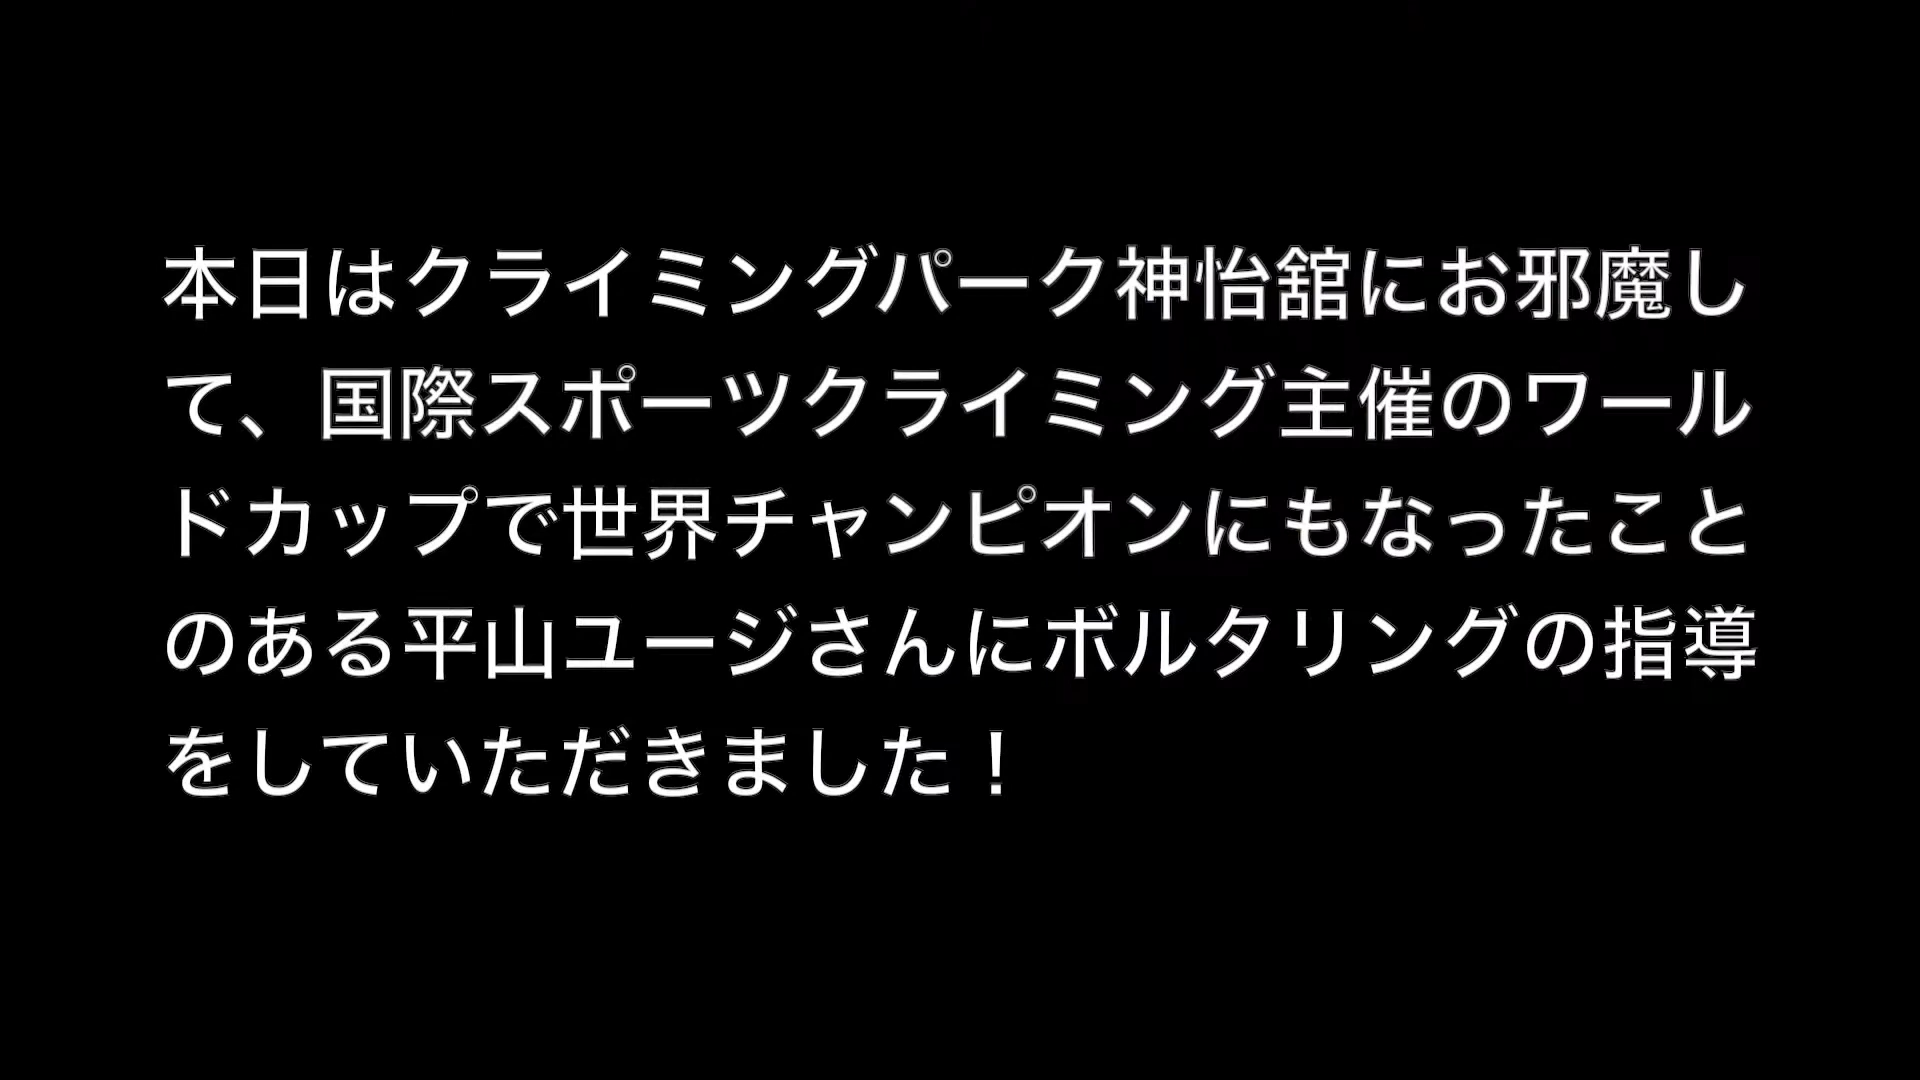 本日はクライミングパーク神怡舘にお邪魔し
て、国際スポーツクライミング主催のワール
ドカップで世界チャンピオンにもなったこと
のある平山ユージさんにボルタリングの指導
をしていただきました！